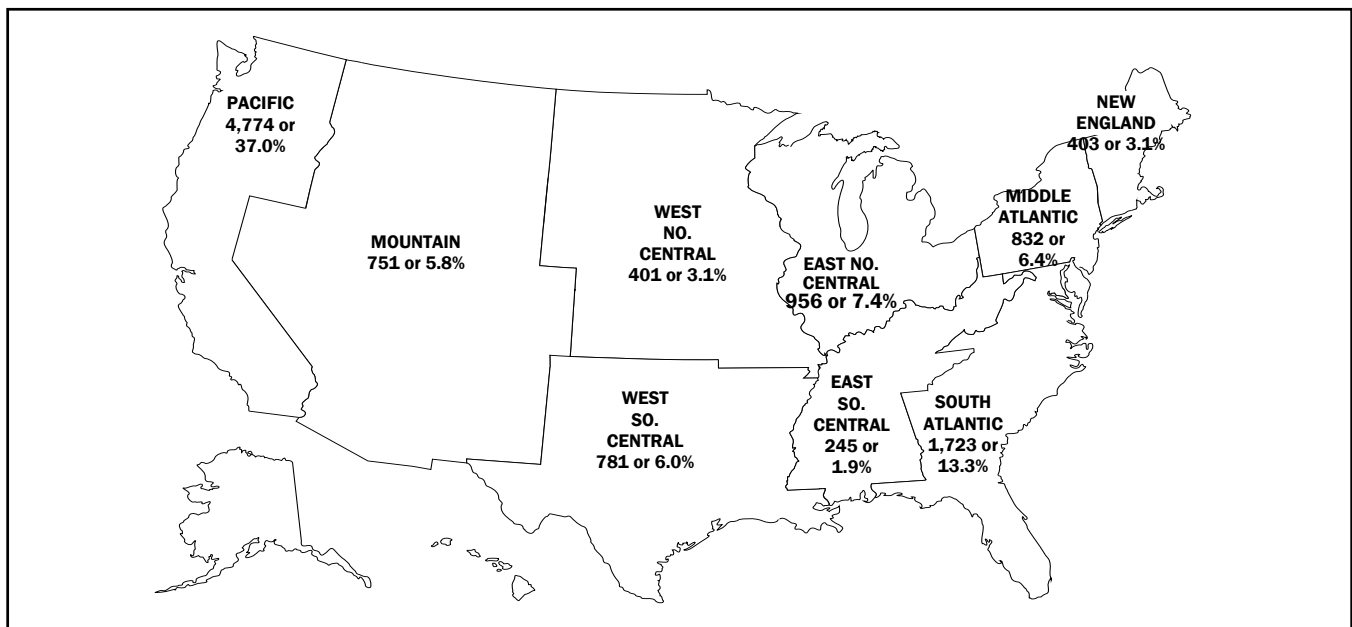 PACIFIC
4,774 or
37.0%
MOUNTAIN
751 or 5.8%
WEST
NO.
CENTRAL
401 or 3.1%
WEST
SO.
CENTRAL
781 or 6.0%
EAST NO.
CENTRAL
956 or 7.4%
EAST
SO.
CENTRAL
245 or
1.9%
SOUTH
ATLANTIC
1,723 or
13.3%
MIDDLE
ATLANTIC
832 or
6.4%
NEW
ENGLAND
403 or 3.1%